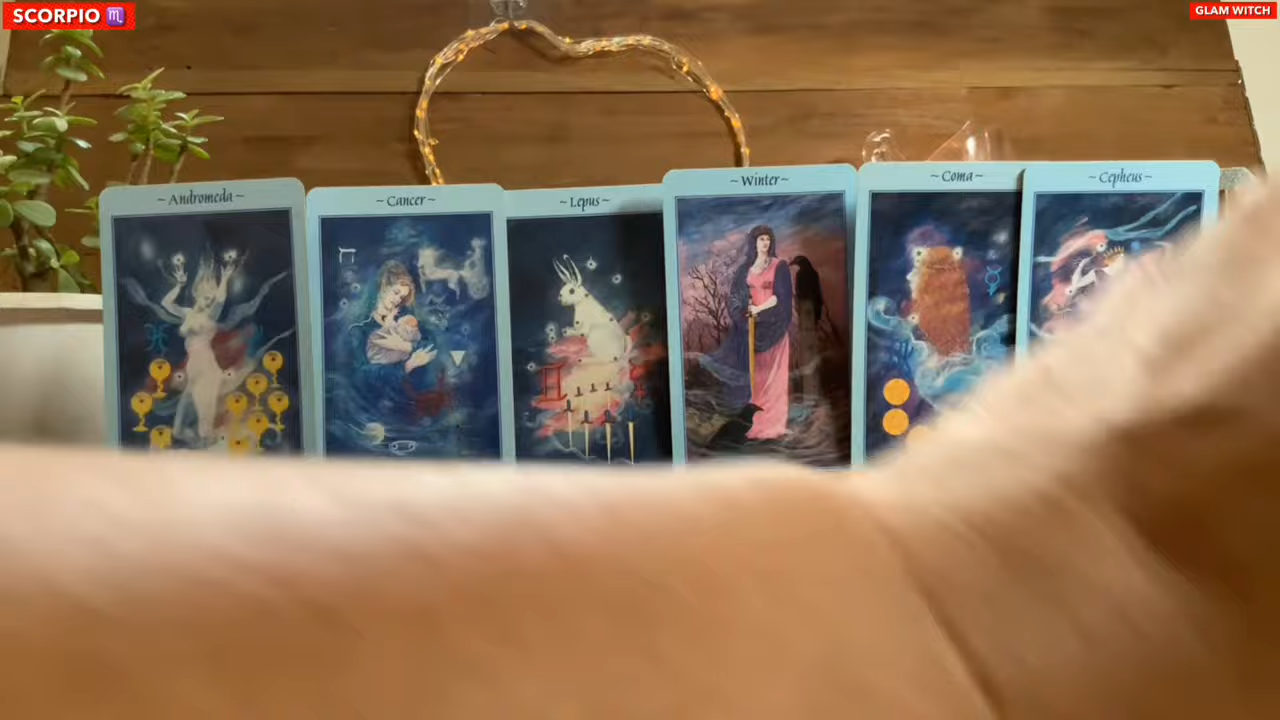 SCORPIO ♏
GLAM WITCH
~Andromeda~
~Cancer~
~Lepus~
~Winter~
~Coma~
~Cepheus~